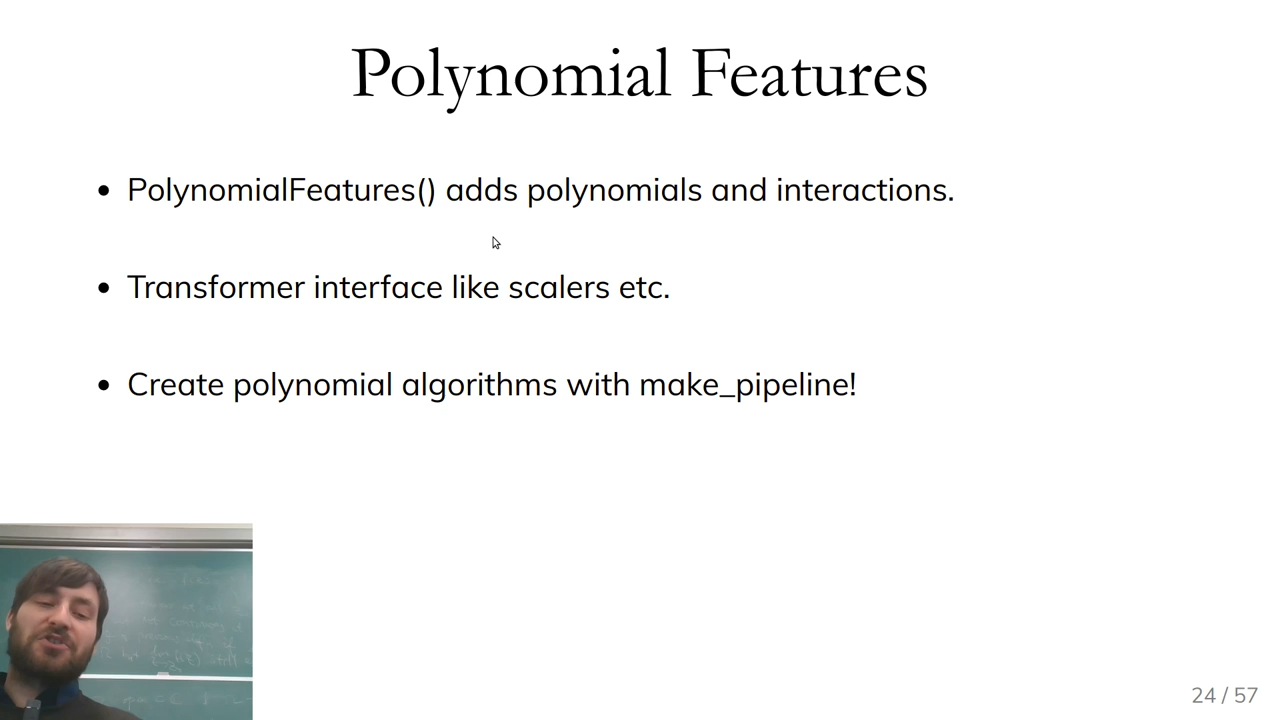 Polynomial Features
• PolynomialFeatures() adds polynomials and interactions.
• Transformer interface like scalers etc.
• Create polynomial algorithms with make_pipeline!
24 / 57